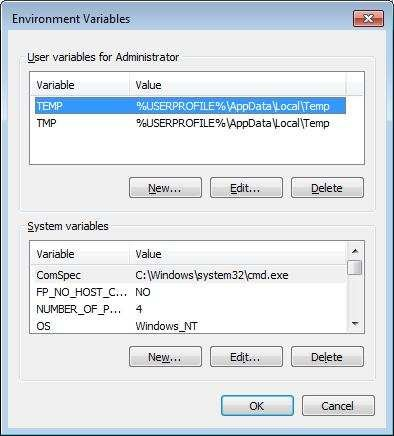 Environment Variables
User variables for Administrator
Variable Value
TEMP %USERPROFILE%\AppData\Local\Temp
TMP %USERPROFILE%\AppData\Local\Temp
New... Edit... Delete
System variables
Variable Value
ComSpec C:\Windows\system32\cmd.exe
FP_NO_HOST_C... NO
NUMBER_OF_P... 4
OS Windows_NT
New... Edit... Delete
OK Cancel